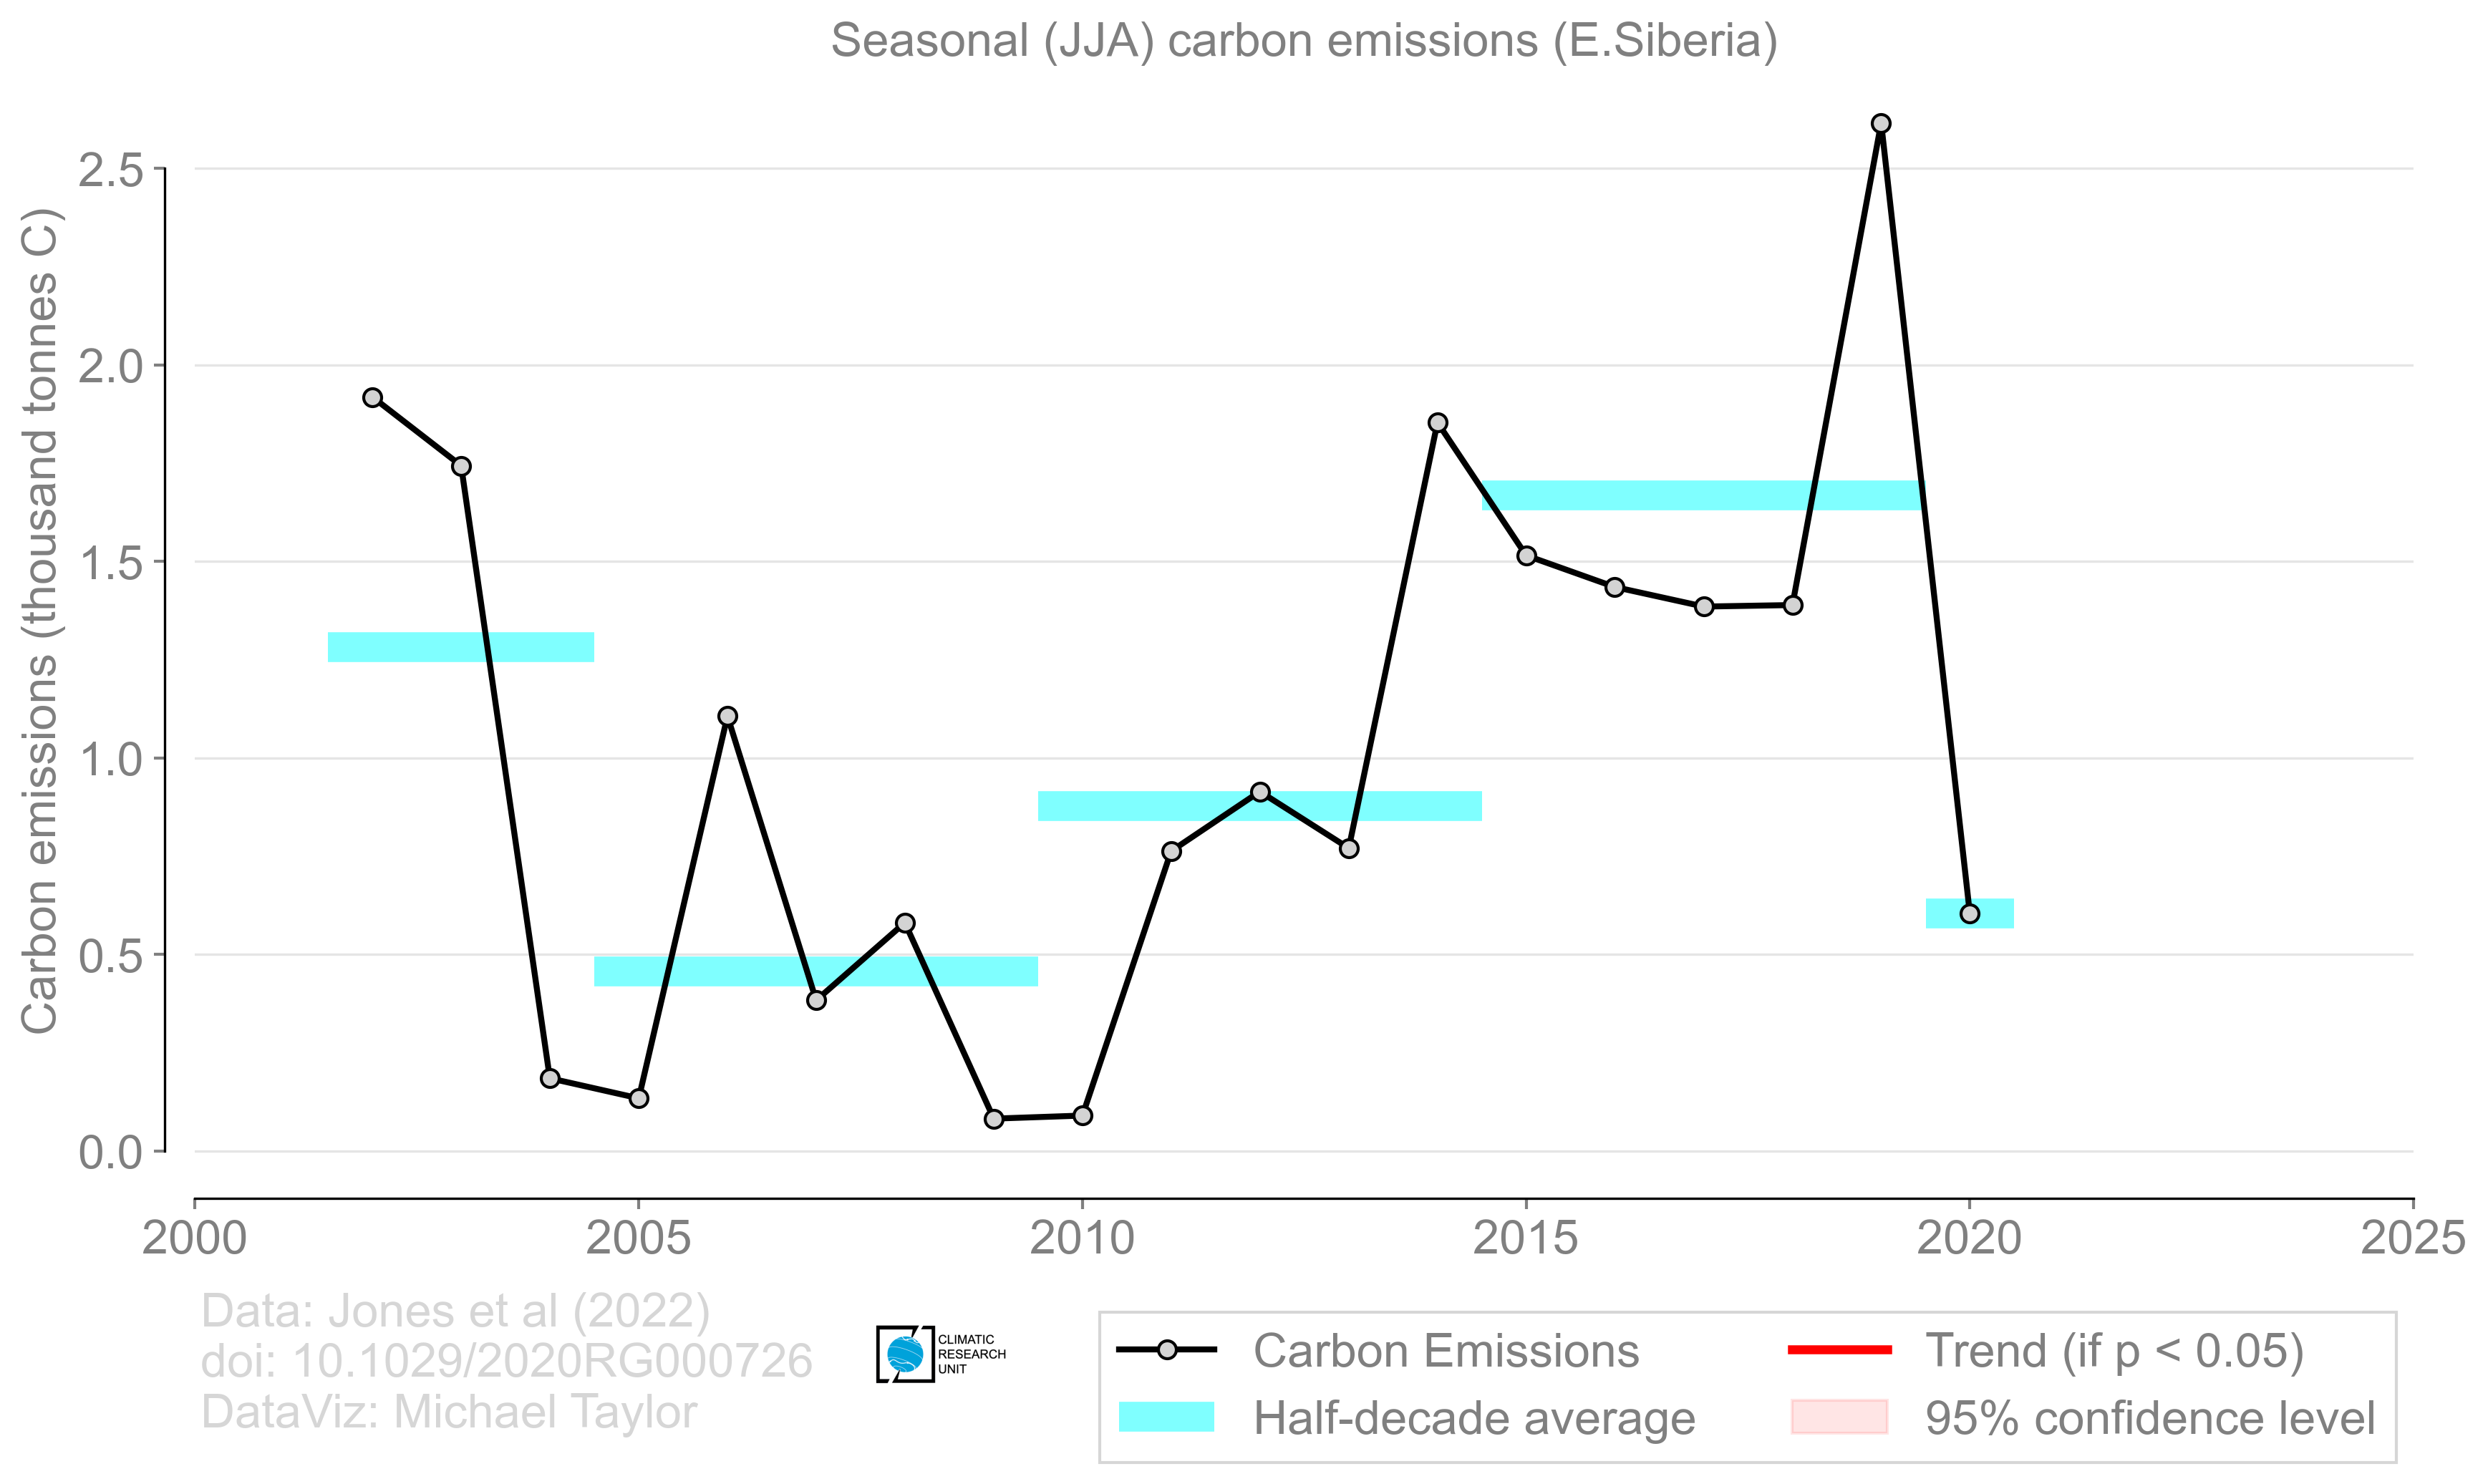 Seasonal (JJA) carbon emissions (E.Siberia)
Carbon emissions (thousand tonnes C)
2.5
2.0
1.5
1.0
0.5
0.0
2000 2005 2010 2015 2020 2025
Data: Jones et al (2022)
doi: 10.1029/2020RG000726
DataViz: Michael Taylor
CLIMATIC
RESEARCH
UNIT
Carbon Emissions
Half-decade average
Trend (if p < 0.05)
95% confidence level